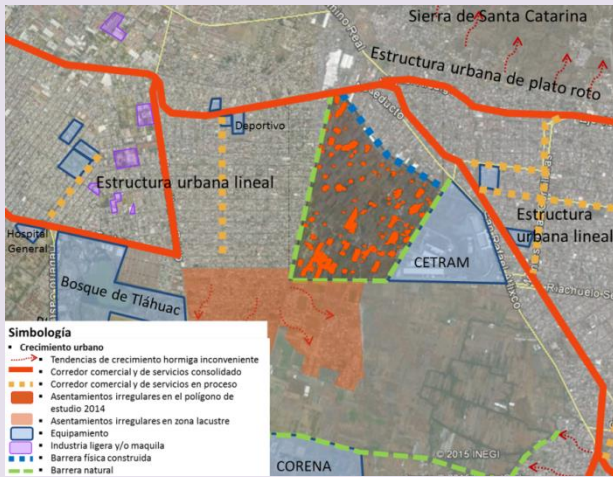 Sierra de Santa Catarina
Camino Real
Estructura urbana de plato roto
Deportivo
Estructura urbana lineal
Estructura
urbana lineal
Hospital
General
CETRAM
Bosque de Tláhuac
Riachuelo S
Simbología
Crecimiento urbano
Tendencias de crecimiento hormiga inconveniente
Corredor comercial y de servicios consolidado
Corredor comercial y de servicios en proceso
Asentamientos irregulares en el polígono de
estudio 2014
Asentamientos irregulares en zona lacustre
Equipamiento
Industria ligera y/o maquila
Barrera física construida
Barrera natural
CORENA
© 2015 INEGI